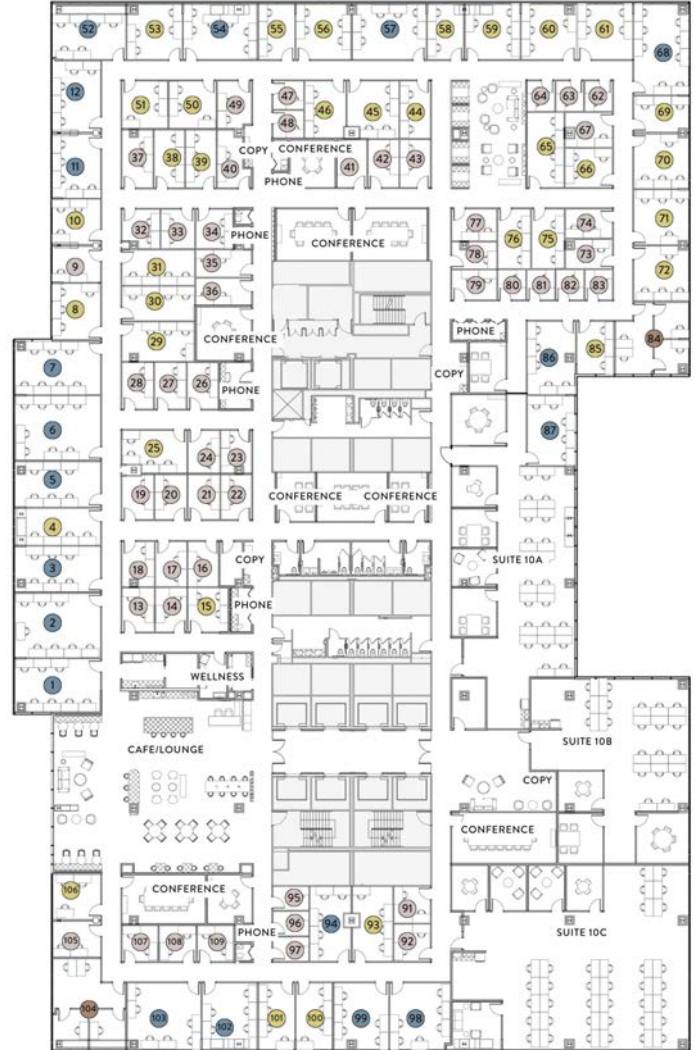 52 53 54 55 56 57 58 59 60 61
68
12
51 50 49 47 46 45 44 64 63 62
69
48 67
65
11 37 38 39 40 COPY CONFERENCE 41 42 43 66 70
PHONE
10 32 33 34 PHONE CONFERENCE 77 76 75 74 71
9 31 35 78 73 72
30 36 79 80 81 82 83
8
29 CONFERENCE PHONE 86 85 84
7 28 27 26 PHONE COPY
6 87
25 24 23
5 19 20 21 22 CONFERENCE CONFERENCE
4
3 18 17 16 COPY SUITE 10A
2 13 14 15 PHONE
1 WELLNESS
CAFE/LOUNGE SUITE 10B
COPY
CONFERENCE
106 CONFERENCE 95 91
105 107 108 109 PHONE 96 94 93 92 SUITE 10C
97
104 103 102 101 100 99 98